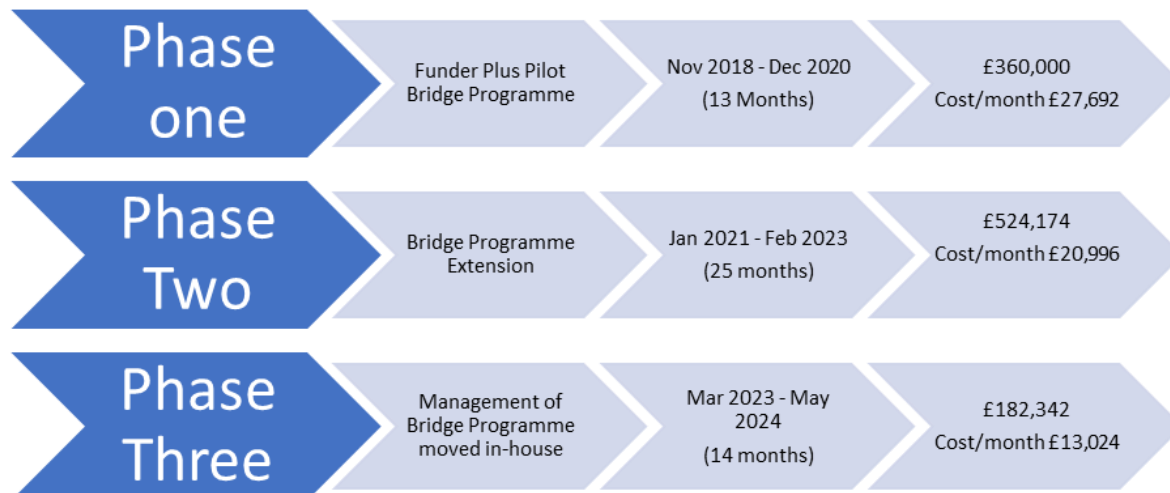 Phase
one
Funder Plus Pilot
Bridge Programme
Nov 2018 - Dec 2020
(13 Months)
£360,000
Cost/month £27,692
Phase
Two
Bridge Programme
Extension
Jan 2021 - Feb 2023
(25 months)
£524,174
Cost/month £20,996
Phase
Three
Management of
Bridge Programme
moved in-house
Mar 2023 - May
2024
(14 months)
£182,342
Cost/month £13,024